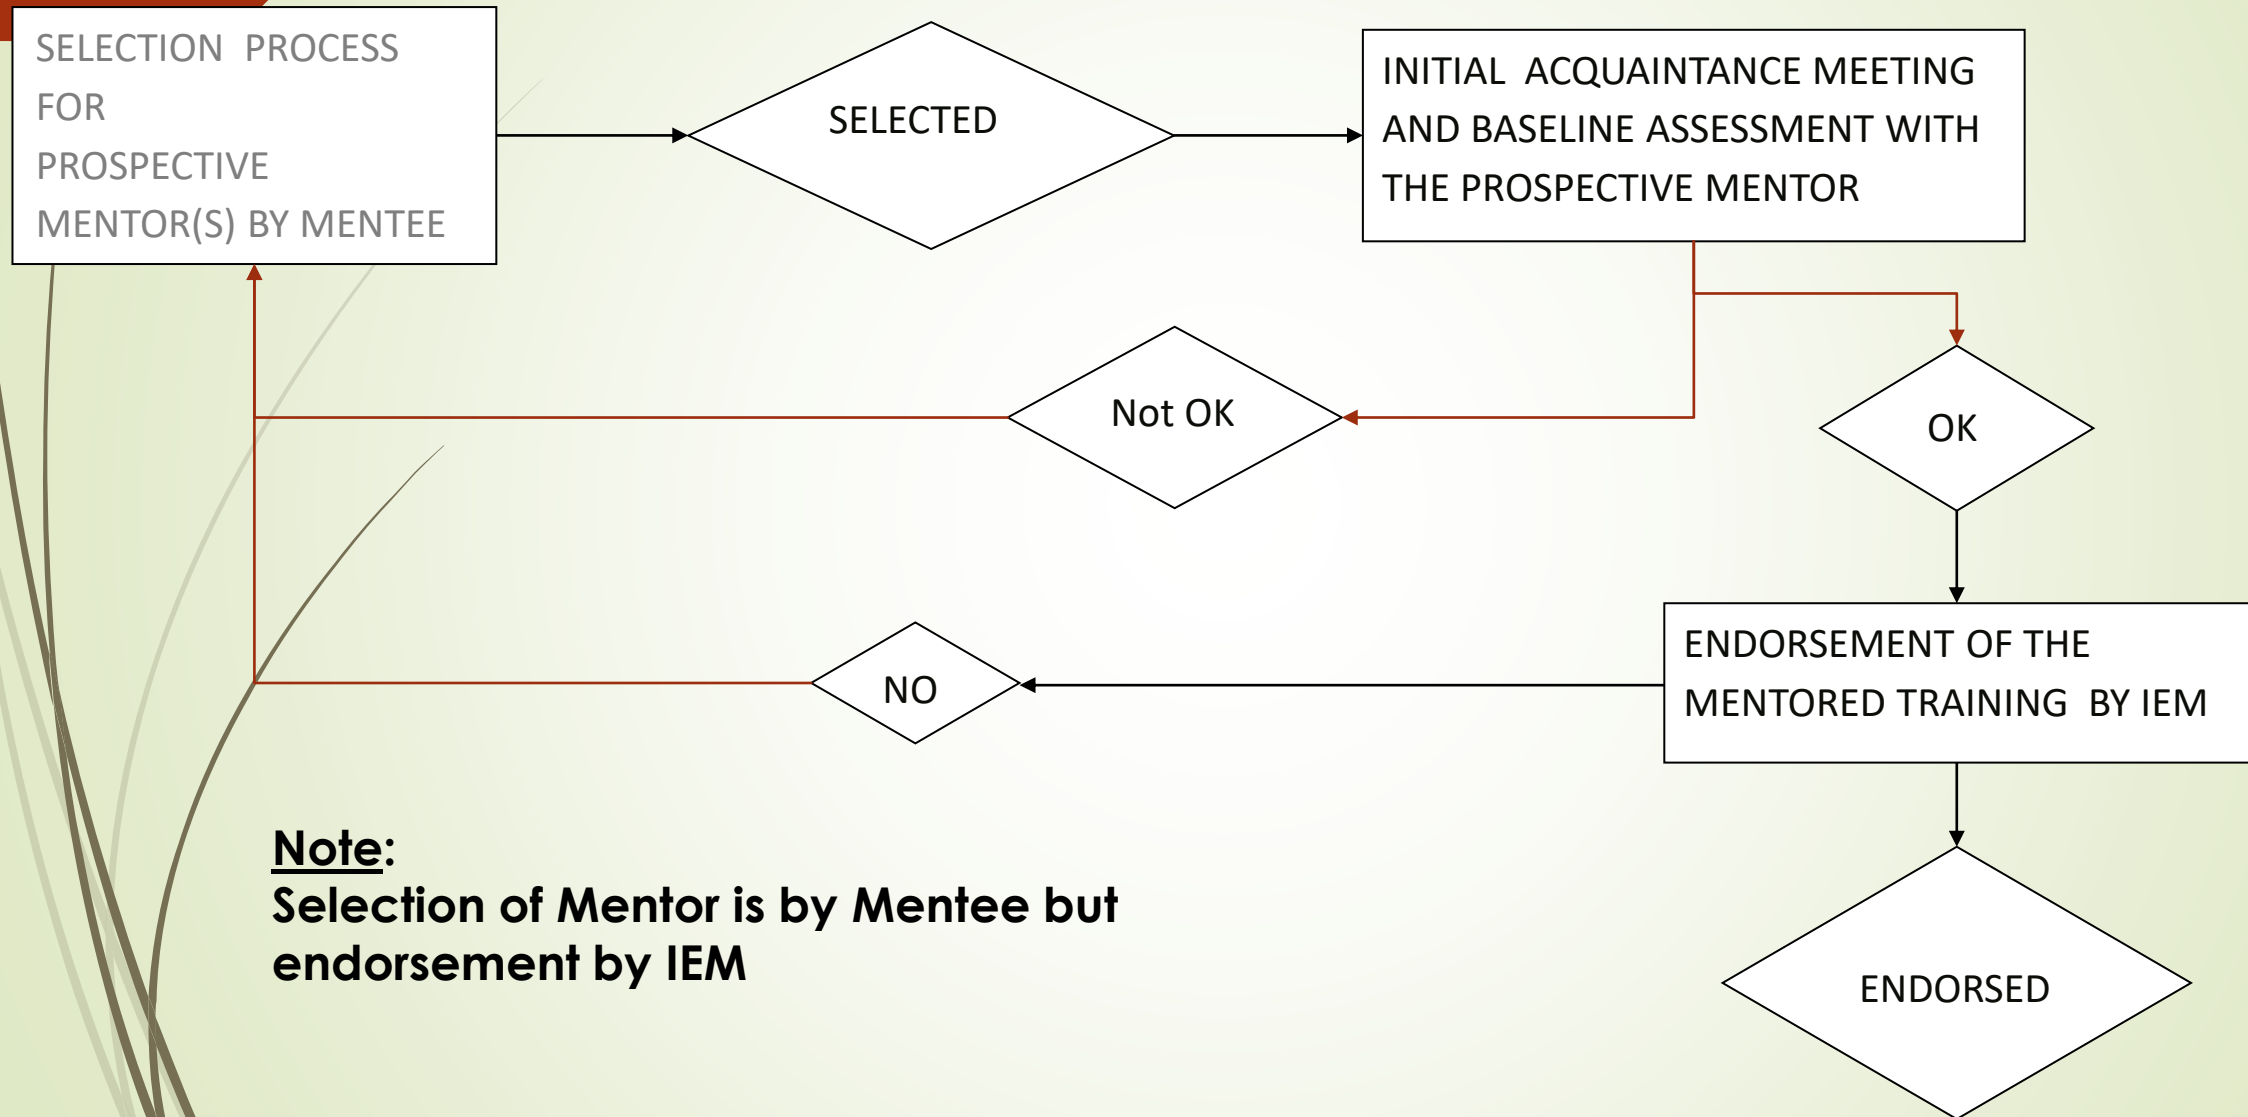 SELECTION PROCESS
FOR
PROSPECTIVE
MENTOR(S) BY MENTEE
SELECTED
INITIAL ACQUAINTANCE MEETING
AND BASELINE ASSESSMENT WITH
THE PROSPECTIVE MENTOR
Not OK
OK
NO
ENDORSEMENT OF THE
MENTORED TRAINING BY IEM
Note:
Selection of Mentor is by Mentee but
endorsement by IEM
ENDORSED